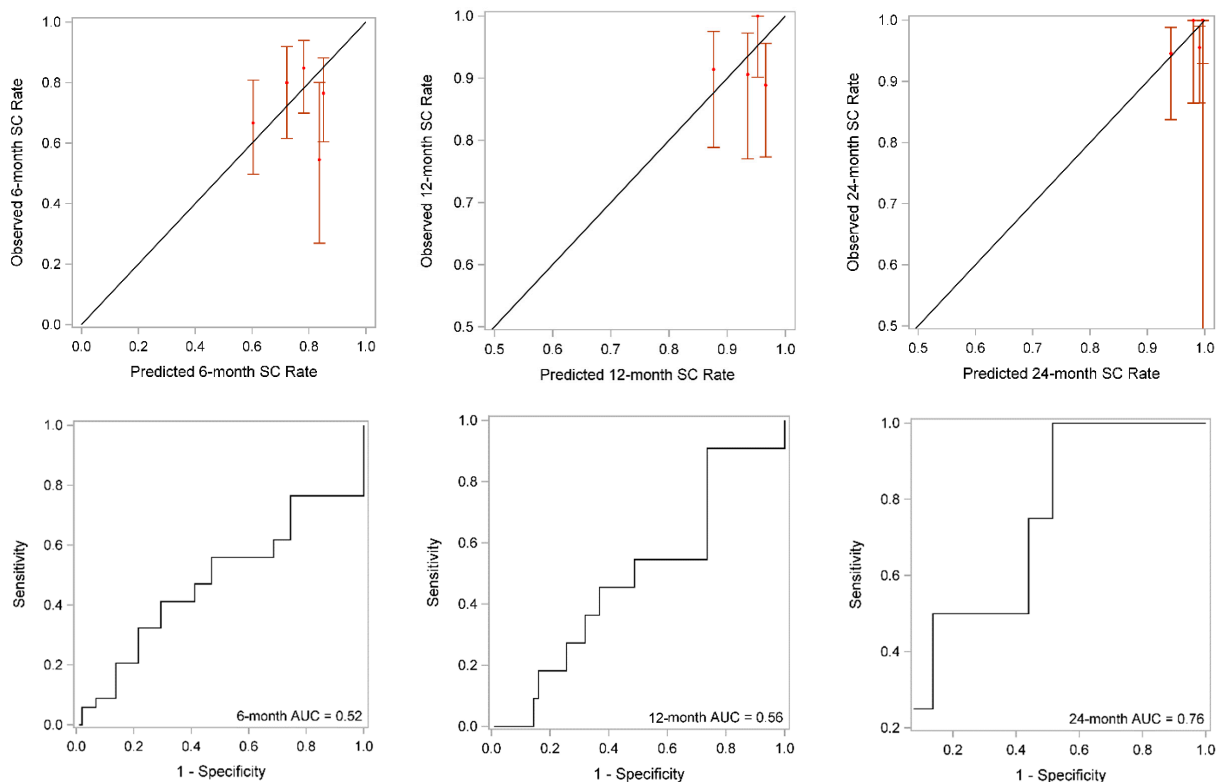 1.0
0.8
0.6
0.4
0.2
0.0
Observed 6-month SC Rate
0.0 0.2 0.4 0.6 0.8 1.0
Predicted 6-month SC Rate
1.0
0.9
0.8
0.7
0.6
0.5
Observed 12-month SC Rate
0.5 0.6 0.7 0.8 0.9 1.0
Predicted 12-month SC Rate
1.0
0.9
0.8
0.7
0.6
0.5
Observed 24-month SC Rate
0.5 0.6 0.7 0.8 0.9 1.0
Predicted 24-month SC Rate
1.0
0.8
0.6
0.4
0.2
0.0
Sensitivity
6-month AUC = 0.52
0.0 0.2 0.4 0.6 0.8 1.0
1 - Specificity
1.0
0.8
0.6
0.4
0.2
0.0
Sensitivity
12-month AUC = 0.56
0.0 0.2 0.4 0.6 0.8 1.0
1 - Specificity
1.0
0.8
0.6
0.4
0.2
Sensitivity
24-month AUC = 0.76
0.2 0.4 0.6 0.8 1.0
1 - Specificity